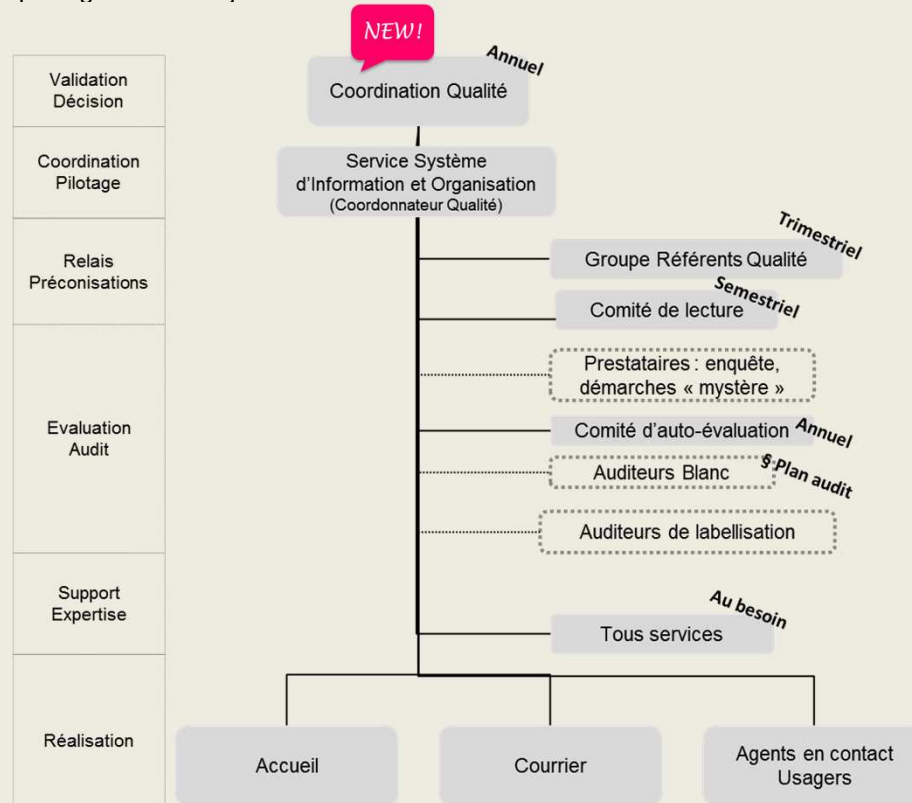 NEW!
Annuel
Validation
Décision
Coordination Qualité
Coordination
Pilotage
Service Système
d'Information et Organisation
(Coordonnateur Qualité)
Trimestriel
Relais
Préconisations
Groupe Référents Qualité
Semestriel
Comité de lecture
Prestataires : enquête,
démarches « mystère »
Evaluation
Audit
Comité d'auto-évaluation
Annuel
Auditeurs Blanc
§ Plan audit
Auditeurs de labellisation
Support
Expertise
Au besoin
Tous services
Réalisation
Accueil
Courrier
Agents en contact
Usagers